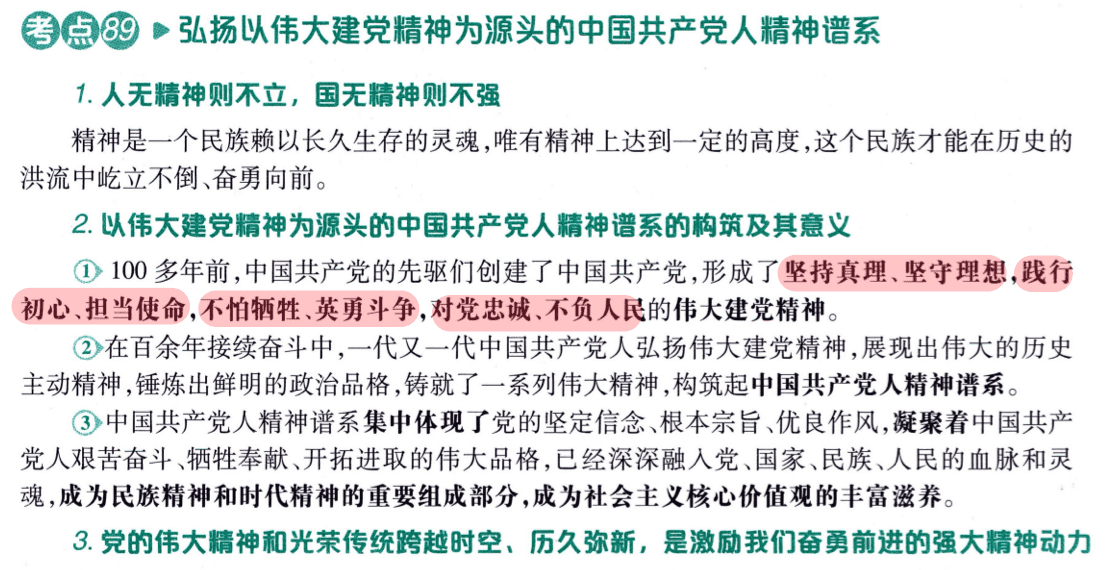 考点89 ▶ 弘扬以伟大建党精神为源头的中国共产党人精神谱系
1. 人无精神则不立，国无精神则不强
精神是一个民族赖以长久生存的灵魂，唯有精神上达到一定的高度，这个民族才能在历史的
洪流中屹立不倒、奋勇向前。
2. 以伟大建党精神为源头的中国共产党人精神谱系的构筑及其意义
① 100 多年前，中国共产党的先驱们创建了中国共产党，形成了坚持真理、坚守理想，践行
初心、担当使命，不怕牺牲、英勇斗争，对党忠诚、不负人民的伟大建党精神。
②在百余年接续奋斗中，一代又一代中国共产党人弘扬伟大建党精神，展现出伟大的历史
主动精神，锤炼出鲜明的政治品格，铸就了一系列伟大精神，构筑起中国共产党人精神谱系。
③中国共产党人精神谱系集中体现了党的坚定信念、根本宗旨、优良作风，凝聚着中国共产
党人艰苦奋斗、牺牲奉献、开拓进取的伟大品格，已经深深融入党、国家、民族、人民的血脉和灵
魂，成为民族精神和时代精神的重要组成部分，成为社会主义核心价值观的丰富滋养。
3. 党的伟大精神和光荣传统跨越时空、历久弥新，是激励我们奋勇前进的强大精神动力